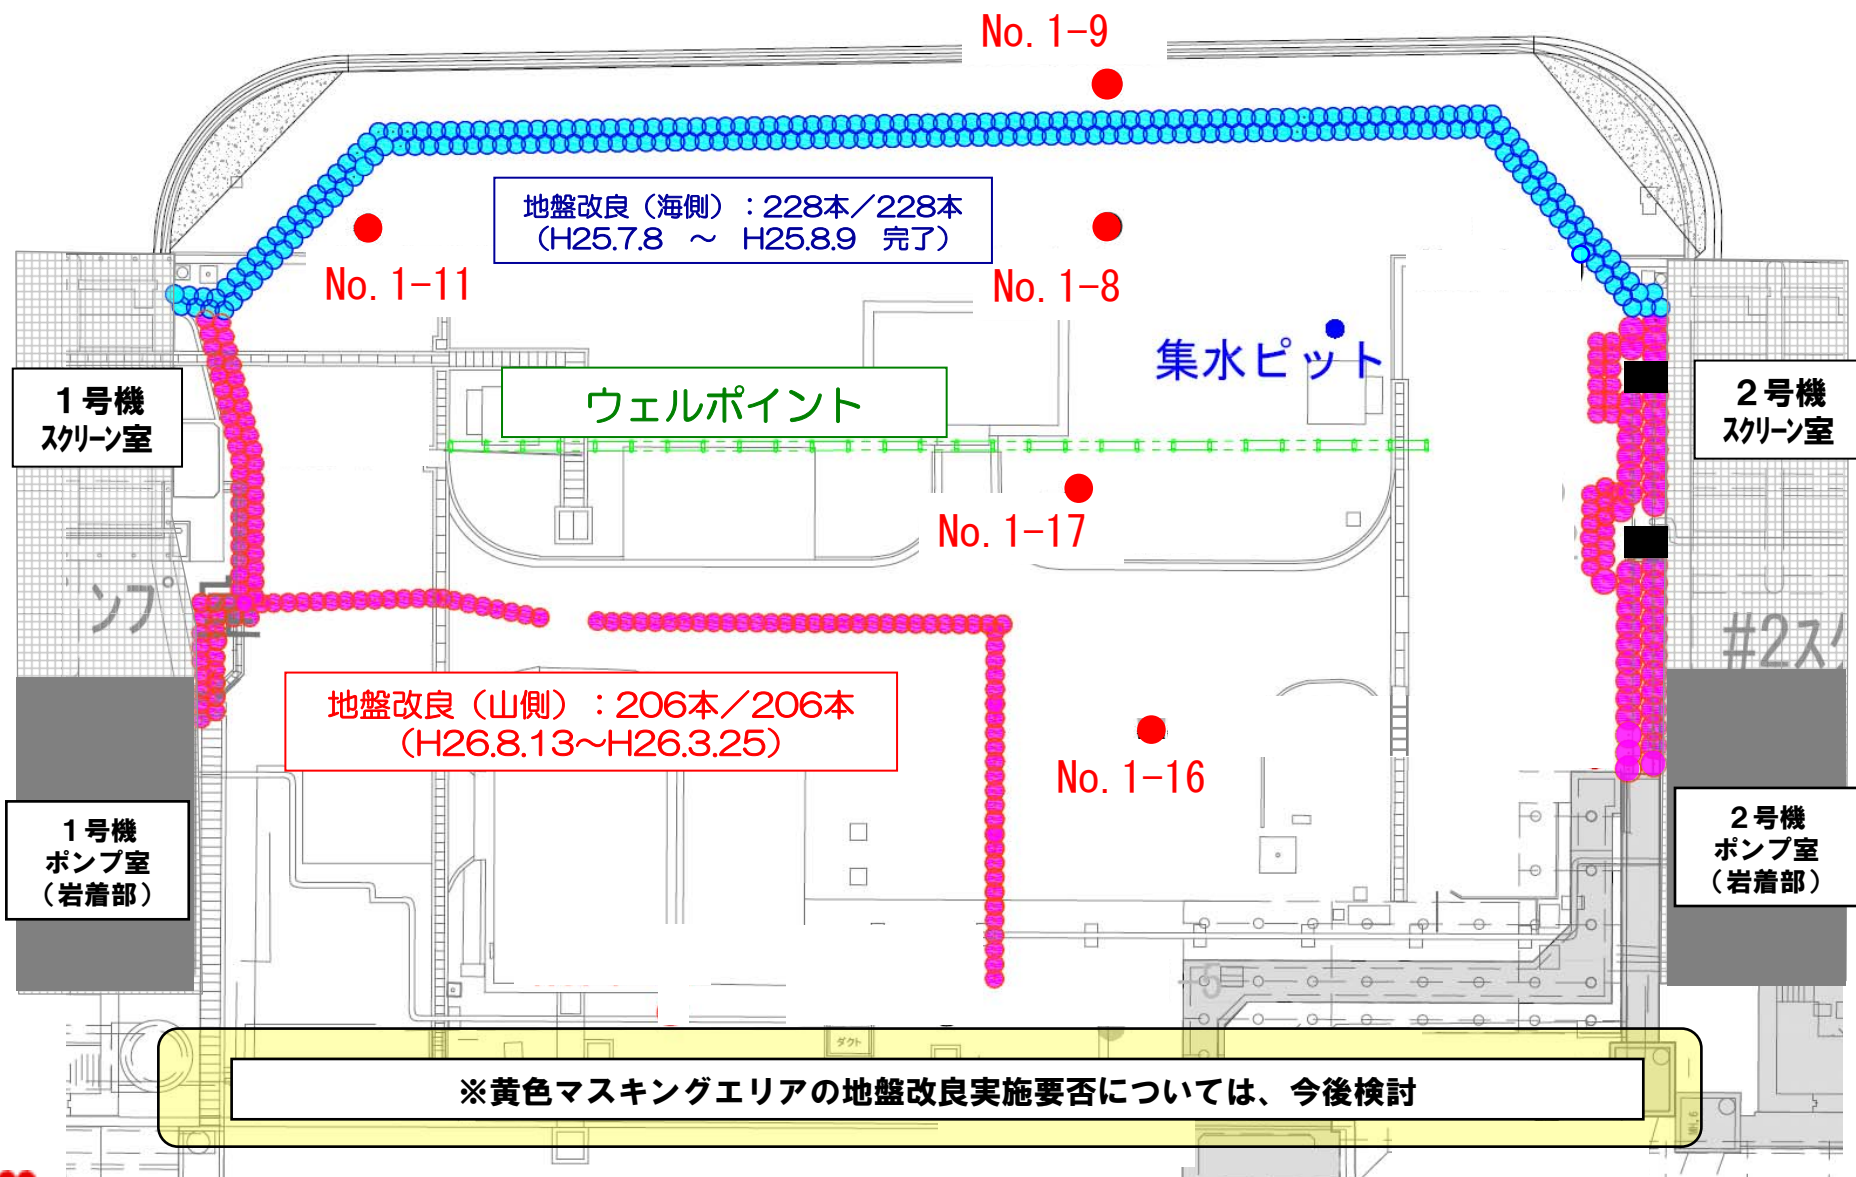 No. 1-9
地盤改良（海側）：228本／228本
（H25.7.8　～　H25.8.9　完了）
No. 1-11
No. 1-8
集水ピット
1号機
スクリーン室
ウェルポイント
2号機
スクリーン室
No. 1-17
ンプ
#2スク
地盤改良（山側）：206本／206本
（H26.8.13～H26.3.25）
No. 1-16
1号機
ポンプ室
（岩着部）
2号機
ポンプ室
（岩着部）
ダクト
※黄色マスキングエリアの地盤改良実施要否については、今後検討